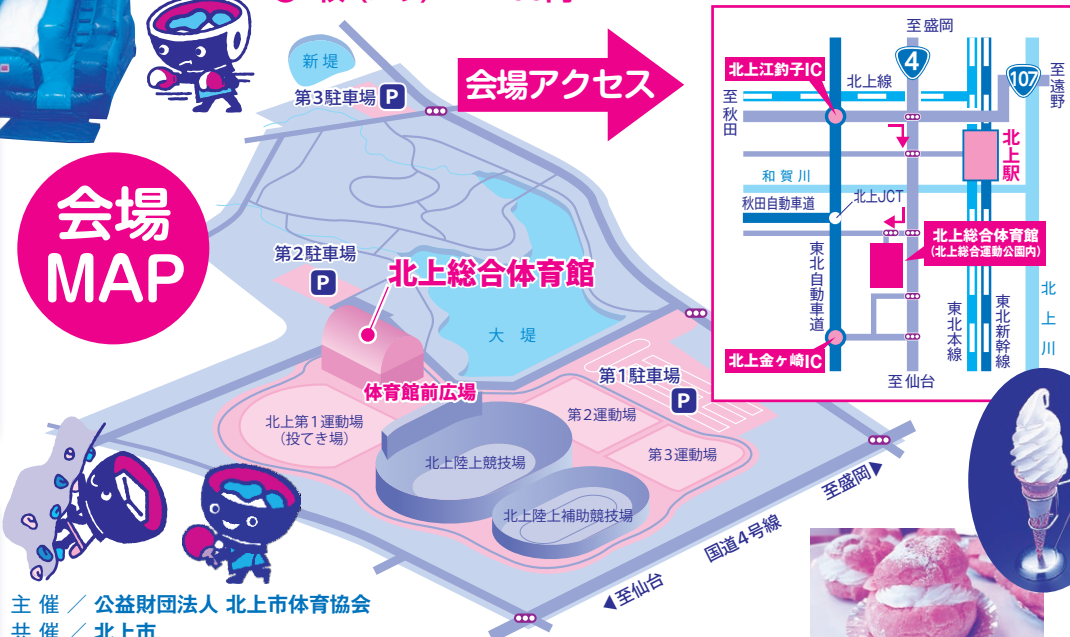 会場アクセス
新堤
第3駐車場 P
会場
MAP
第2駐車場
P
北上総合体育館
大堤
体育館前広場
第1駐車場
P
北上第1運動場
(投てき場)
第2運動場
第3運動場
北上陸上競技場
北上陸上補助競技場
至盛岡▶
国道4号線
◀至仙台
至盛岡
4
107
至遠野
北上江釣子IC
北上線
至秋田
北上駅
和賀川
秋田自動車道
北上JCT
北上総合体育館
(北上総合運動公園内)
東北自動車道
東北本線
東北新幹線
北上川
北上金ヶ崎IC
至仙台
主催/公益財団法人 北上市体育協会
共催/北上市